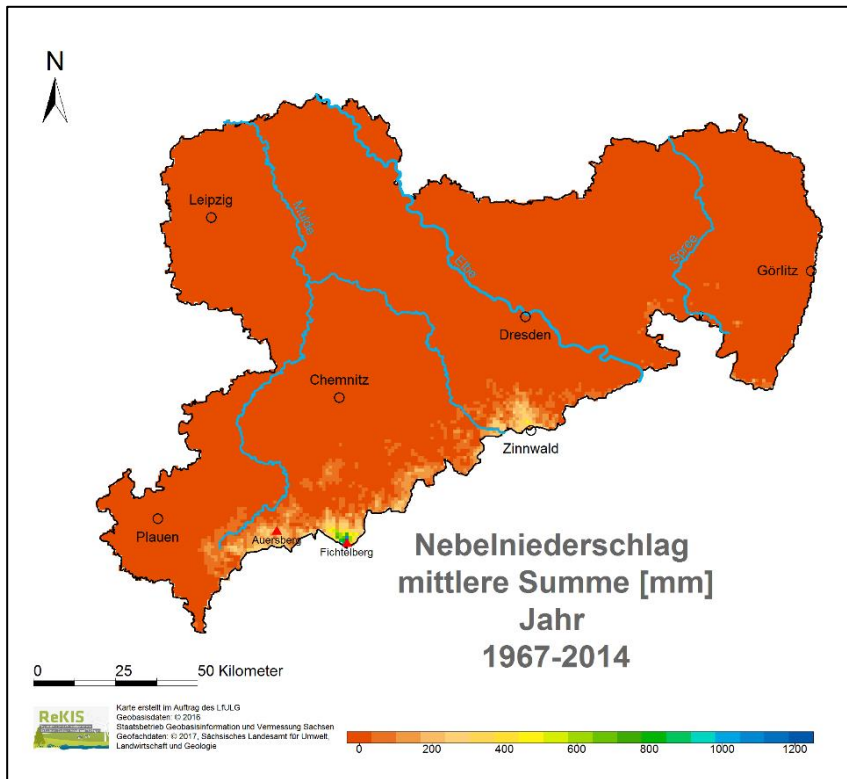 N
Leipzig
Mulde
Elbe
Spree
Görlitz
Dresden
Chemnitz
Zinnwald
Plauen
Auersberg
Fichtelberg
Nebelniederschlag
mittlere Summe [mm]
Jahr
1967-2014
0 25 50 Kilometer
ReKIS
Karte erstellt im Auftrag des LfULG
Geobasisdaten: © 2016
Staatsbetrieb Geobasisinformation und Vermessung Sachsen
Geofachdaten: © 2017, Sächsisches Landesamt für Umwelt,
Landwirtschaft und Geologie
0 200 400 600 800 1000 1200